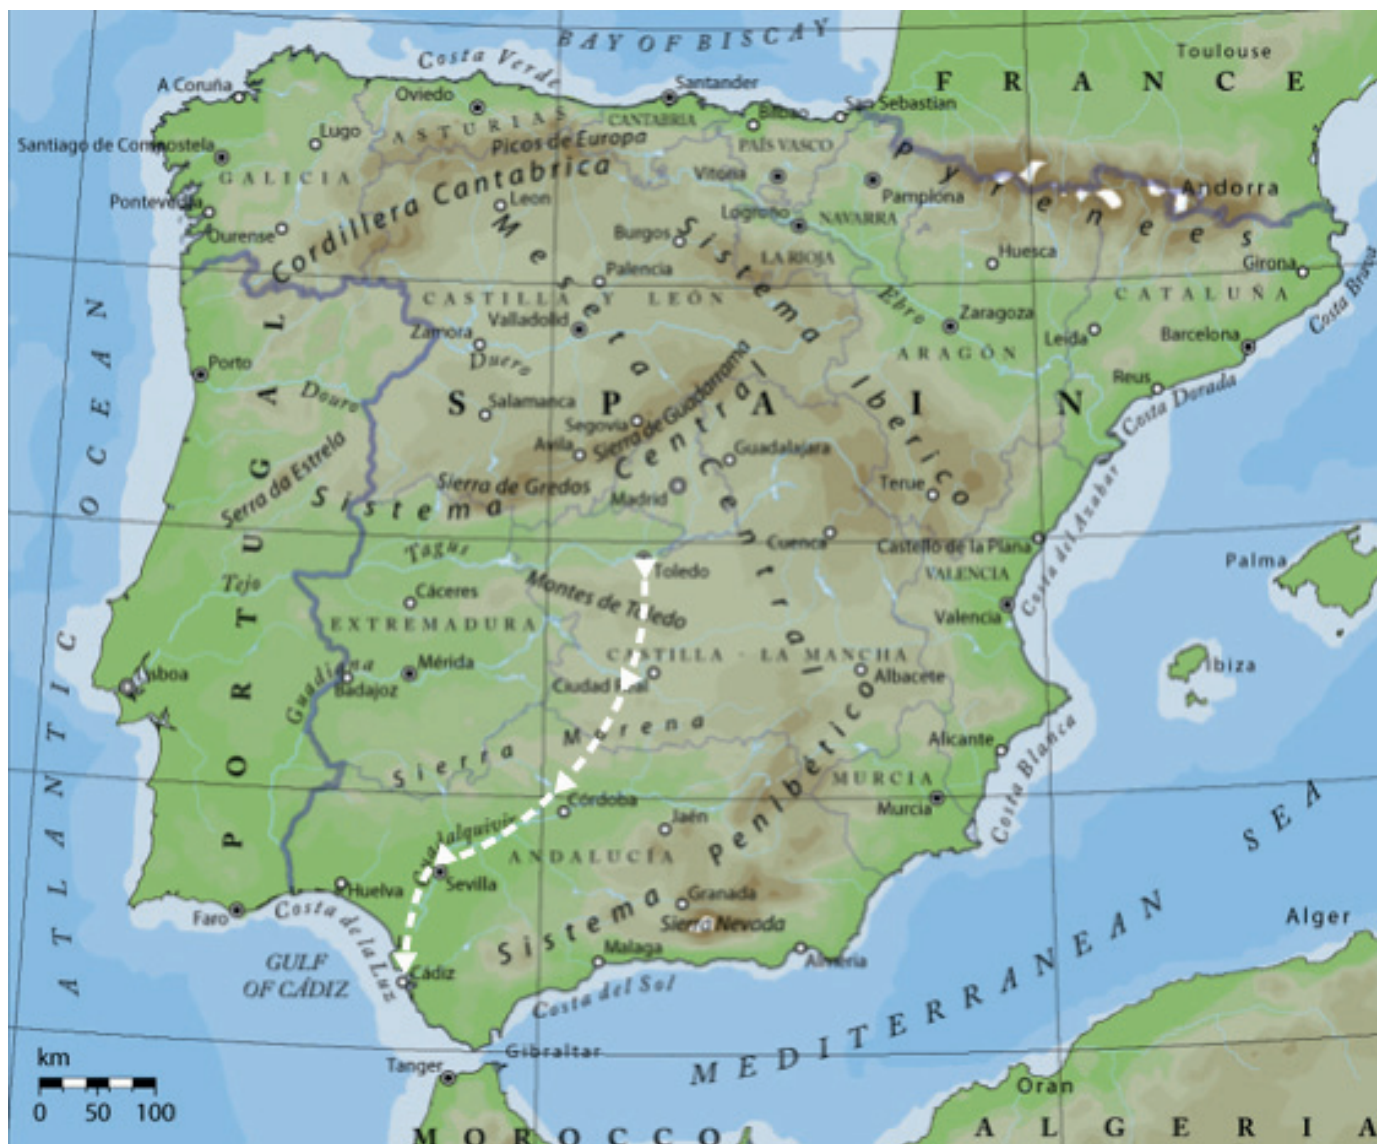 BAY OF BISCAY
Costa Verde
Toulouse
FRANCE
A Coruña
Oviedo
Santander
Bilbao
San Sebastian
Lugo
ASTURIAS
CANTABRIA
Picos de Europa
PAÍS VASCO
Santiago de Compostela
GALICIA
Cordillera Cantabrica
Vitoria
Pamplona
Pyrenees
Andorra
Pontevedra
Leon
Logroño
NAVARRA
Ourense
Burgos
Sistema Iberico
LA RIOJA
Huesca
Girona
Meseta Central
Palencia
CASTILLA Y LEÓN
Ebro
CATALUÑA
Costa Brava
Valladolid
Zaragoza
Zamora
Leida
Barcelona
Duero
ARAGÓN
Porto
Reus
Douro
SPAIN
Costa Dorada
Salamanca
Segovia
Sierra de Guadarrama
Avila
Guadalajara
PORTUGAL
Serra da Estrela
Sistema Central
Sierra de Gredos
Madrid
Terue
Costa del Azahar
Cuenca
Castello de la Plana
Tagus
Toledo
VALENCIA
Palma
Tejo
Cáceres
Montes de Toledo
Valencia
EXTREMADURA
CASTILLA - LA MANCHA
Ibiza
Lisboa
Guadiana
Badajoz
Mérida
Ciudad Real
Albacete
Sierra Morena
Alicante
Costa Blanca
MURCIA
Murcia
Córdoba
Jaén
Sistema Penibético
Guadalquivir
ANDALUCÍA
Sevilla
Huelva
Granada
Sierra Nevada
Faro
Costa de la Luz
Malaga
Almeria
Alger
GULF
OF CÁDIZ
Cádiz
Costa del Sol
ATLANTIC OCEAN
MEDITERRANEAN SEA
Gibraltar
Tanger
Oran
MOROCCO
ALGERIA
km
0 50 100